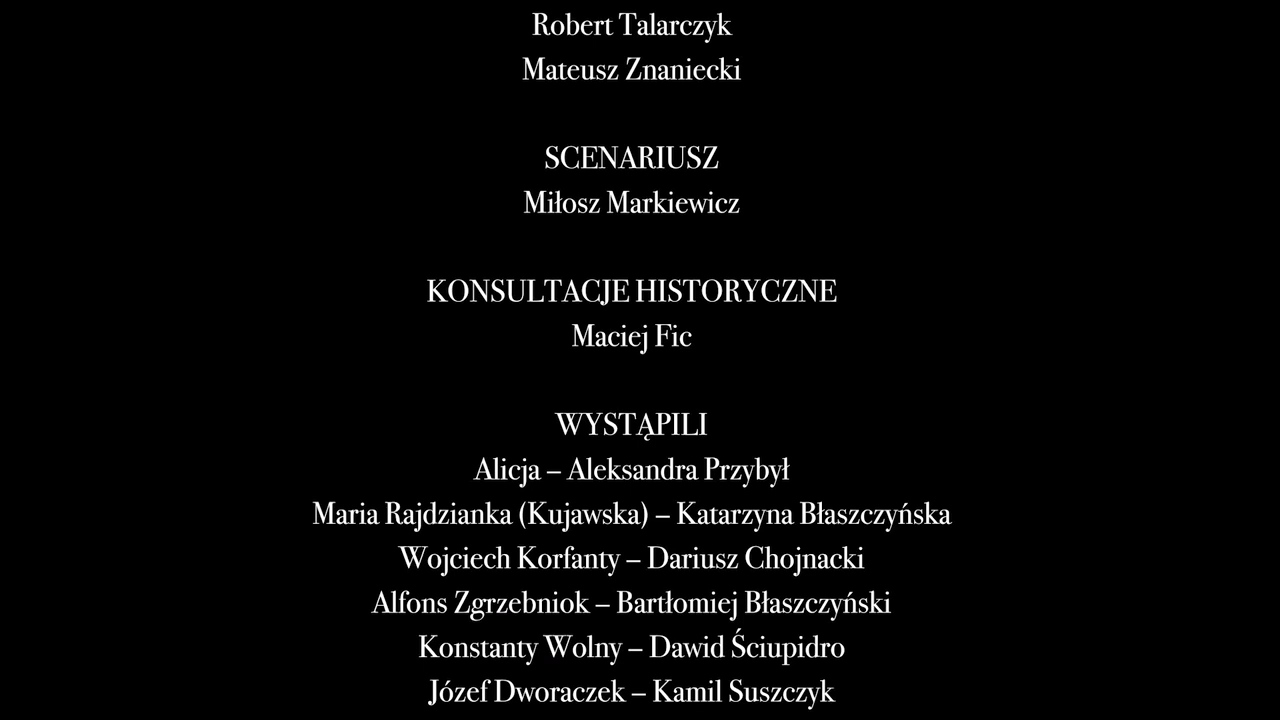 Robert Talarczyk
Mateusz Znaniecki
SCENARIUSZ
Miłosz Markiewicz
KONSULTACJE HISTORYCZNE
Maciej Fic
WYSTĄPILI
Alicja – Aleksandra Przybył
Maria Rajdzianka (Kujawska) – Katarzyna Błaszczyńska
Wojciech Korfanty – Dariusz Chojnacki
Alfons Zgrzebniok – Bartłomiej Błaszczyński
Konstanty Wolny – Dawid Ściupidro
Józef Dworaczek – Kamil Suszczyk